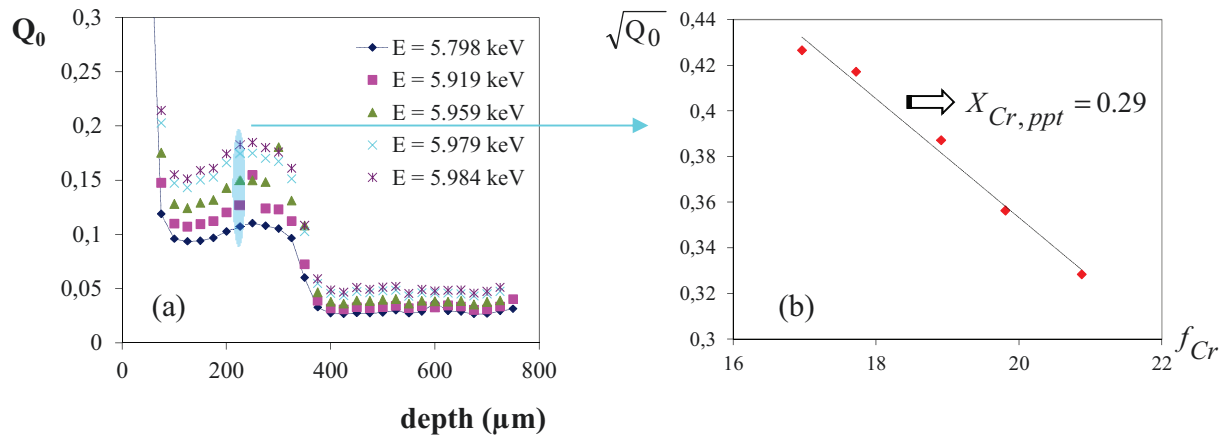 Q0
0,3
0,25
0,2
0,15
0,1
0,05
0
E = 5.798 keV
E = 5.919 keV
E = 5.959 keV
E = 5.979 keV
E = 5.984 keV
(a)
0 200 400 600 800
depth (µm)
√Q0
0,44
0,42
0,4
0,38
0,36
0,34
0,32
0,3
X_Cr,ppt = 0.29
(b)
16 18 20 22
f_Cr